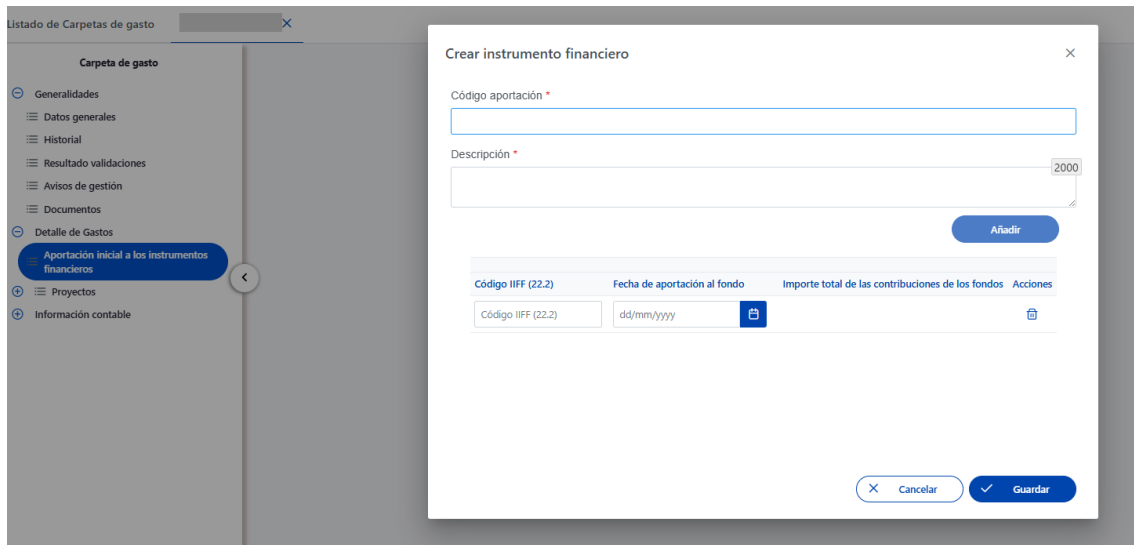 Listado de Carpetas de gasto
Carpeta de gasto
Generalidades
Datos generales
Historial
Resultado validaciones
Avisos de gestión
Documentos
Detalle de Gastos
Aportación inicial a los instrumentos
financieros
Proyectos
Información contable
Crear instrumento financiero
Código aportación *
Descripción *
2000
Añadir
Código IIFF (22.2) Fecha de aportación al fondo Importe total de las contribuciones de los fondos Acciones
Código IIFF (22.2) dd/mm/yyyy
Cancelar Guardar